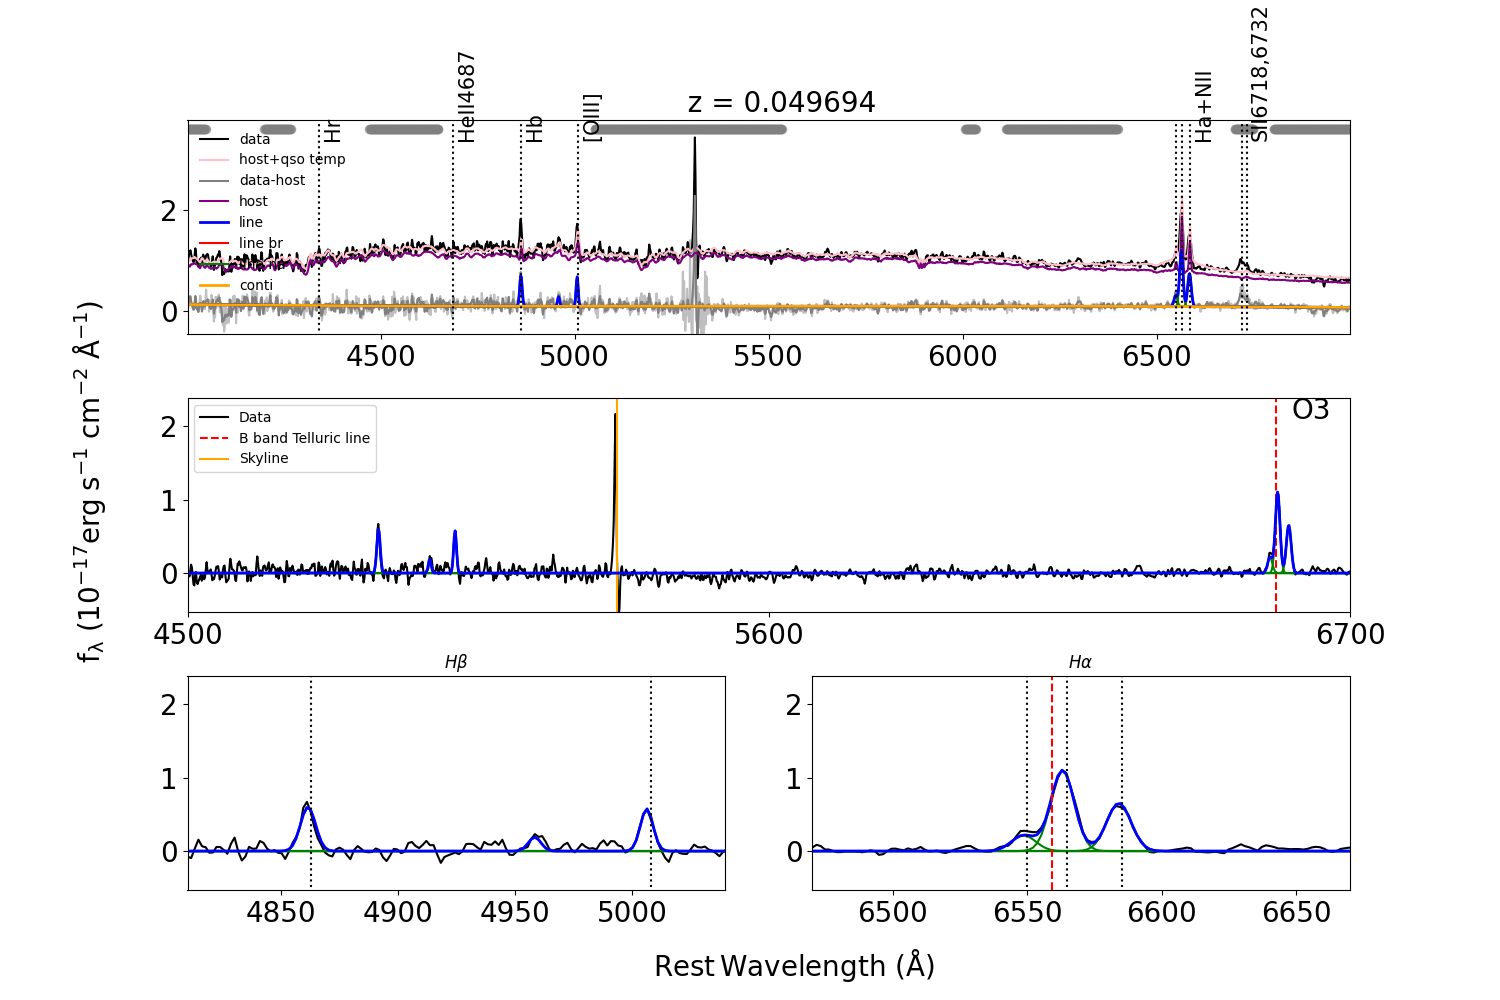 z = 0.049694
Hr
HeII4687
Hb
[OIII]
Ha+NII
SII6718,6732
data
host+qso temp
data-host
host
line
line br
conti
2
0
4500 5000 5500 6000 6500
f_λ (10^−17 erg s^−1 cm^−2 Å^−1)
O3
Data
B band Telluric line
Skyline
2
1
0
4500 5600 6700
Hβ
2
1
0
4850 4900 4950 5000
Hα
2
1
0
6500 6550 6600 6650
Rest Wavelength (Å)